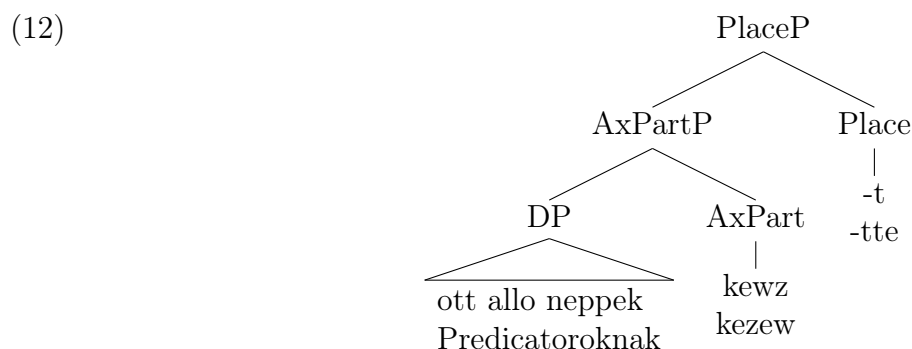 (12)
PlaceP
AxPartP
Place
-t
-tte
DP
AxPart
ott allo neppek
Predicatoroknak
kewz
kezew